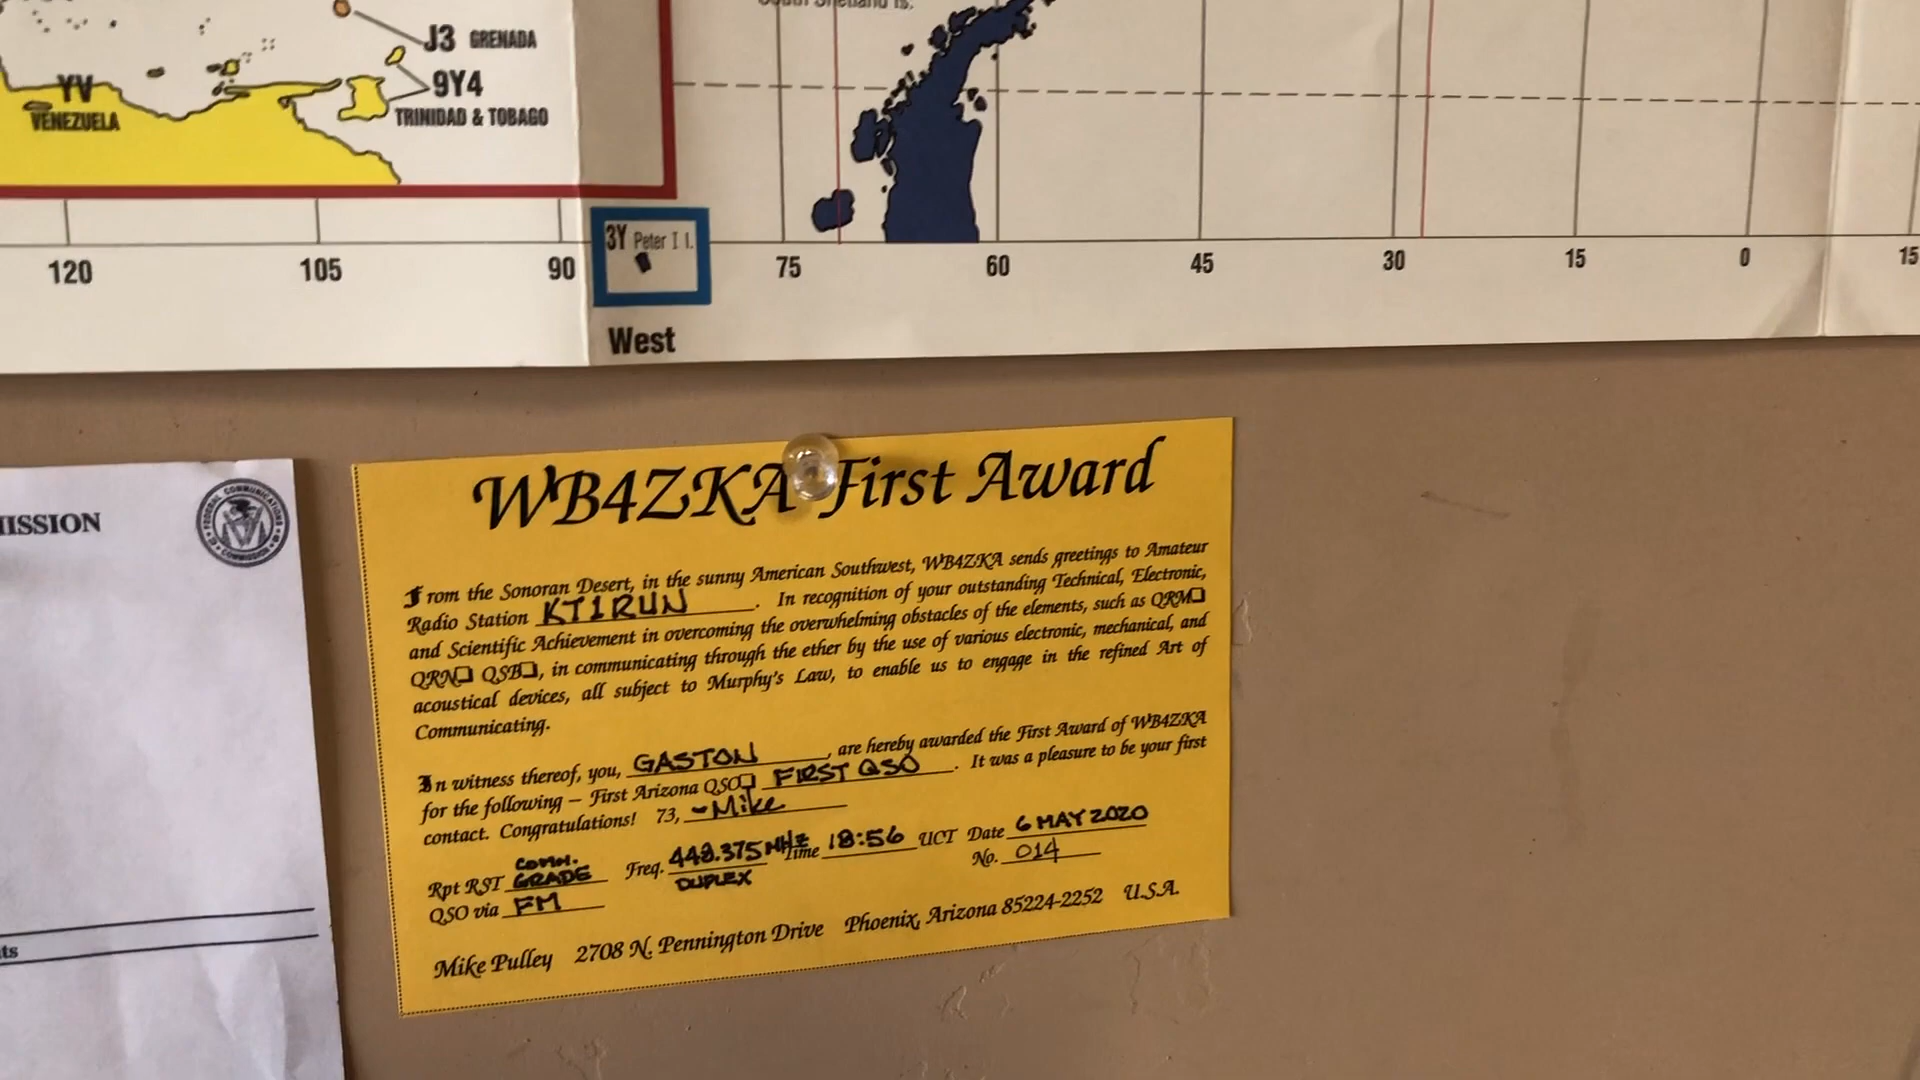 South Shetland Is.
J3 GRENADA
YV
9Y4
VENEZUELA
TRINIDAD & TOBAGO
3Y Peter I I.
120 105 90 75 60 45 30 15 0 15
West
ISSION
FEDERAL COMMUNICATIONS COMMISSION
ts
WB4ZKA First Award
From the Sonoran Desert, in the sunny American Southwest, WB4ZKA sends greetings to Amateur
Radio Station KT1RUN. In recognition of your outstanding Technical, Electronic,
and Scientific Achievement in overcoming the overwhelming obstacles of the elements, such as QRM❑
QRN❑ QSB❑, in communicating through the ether by the use of various electronic, mechanical, and
acoustical devices, all subject to Murphy's Law, to enable us to engage in the refined Art of
Communicating.
In witness thereof, you, GASTON, are hereby awarded the First Award of WB4ZKA
for the following – First Arizona QSO❑ FIRST QSO. It was a pleasure to be your first
contact. Congratulations! 73, -Mike
Rpt RST COMM. GRADE Freq. 448.375 MHz DUPLEX Time 18:56 UCT Date 6 MAY 2020
QSO via FM No. 014
Mike Pulley 2708 N. Pennington Drive Phoenix, Arizona 85224-2252 U.S.A.